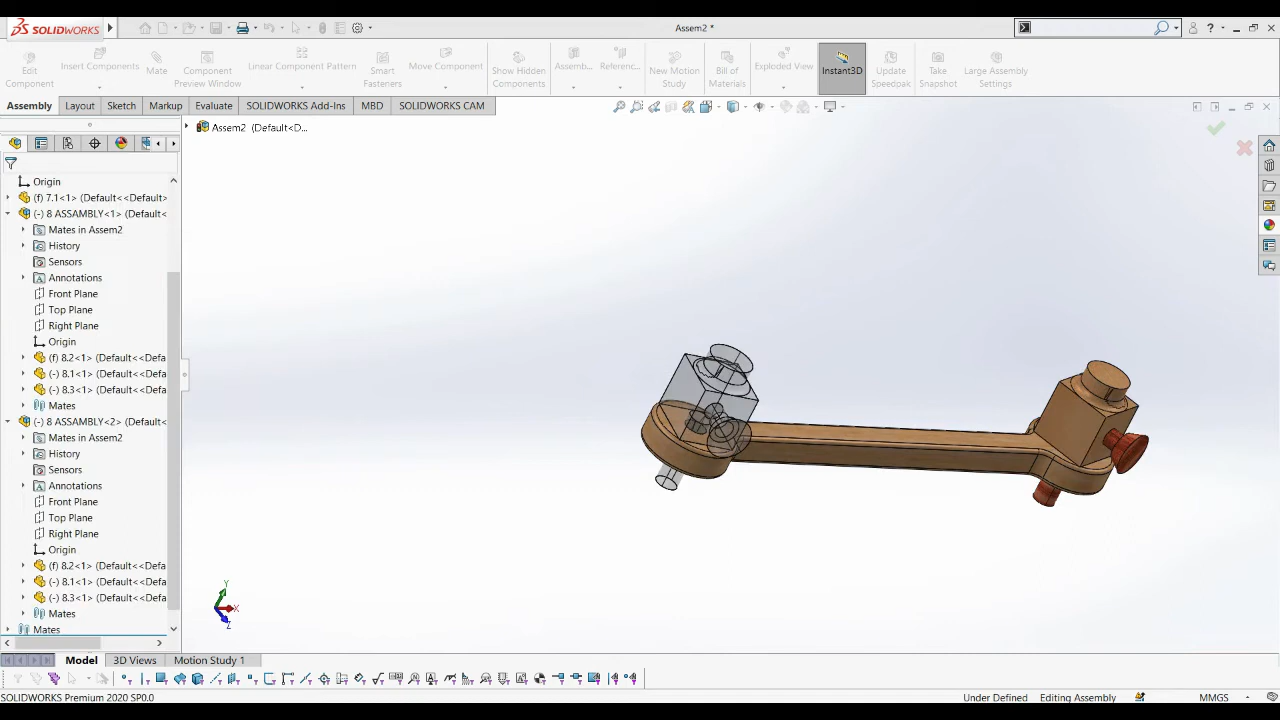 SOLIDWORKS
Assem2 *
?
Edit Component
Insert Components
Mate
Component Preview Window
Linear Component Pattern
Smart Fasteners
Move Component
Show Hidden Components
Assemb...
Referenc...
New Motion Study
Bill of Materials
Exploded View
Instant3D
Update Speedpak
Take Snapshot
Large Assembly Settings
Assembly Layout Sketch Markup Evaluate SOLIDWORKS Add-Ins MBD SOLIDWORKS CAM
Assem2 (Default<D...
Origin
(f) 7.1<1> (Default<<Default>
(-) 8 ASSAMBLY<1> (Default<
Mates in Assem2
History
Sensors
Annotations
Front Plane
Top Plane
Right Plane
Origin
(f) 8.2<1> (Default<<Defa
(-) 8.1<1> (Default<<Defa
(-) 8.3<1> (Default<<Defa
Mates
(-) 8 ASSAMBLY<2> (Default<
Mates in Assem2
History
Sensors
Annotations
Front Plane
Top Plane
Right Plane
Origin
(f) 8.2<1> (Default<<Defa
(-) 8.1<1> (Default<<Defa
(-) 8.3<1> (Default<<Defa
Mates
Mates
Y
X
Z
Model 3D Views Motion Study 1
SOLIDWORKS Premium 2020 SP0.0
Under Defined Editing Assembly MMGS